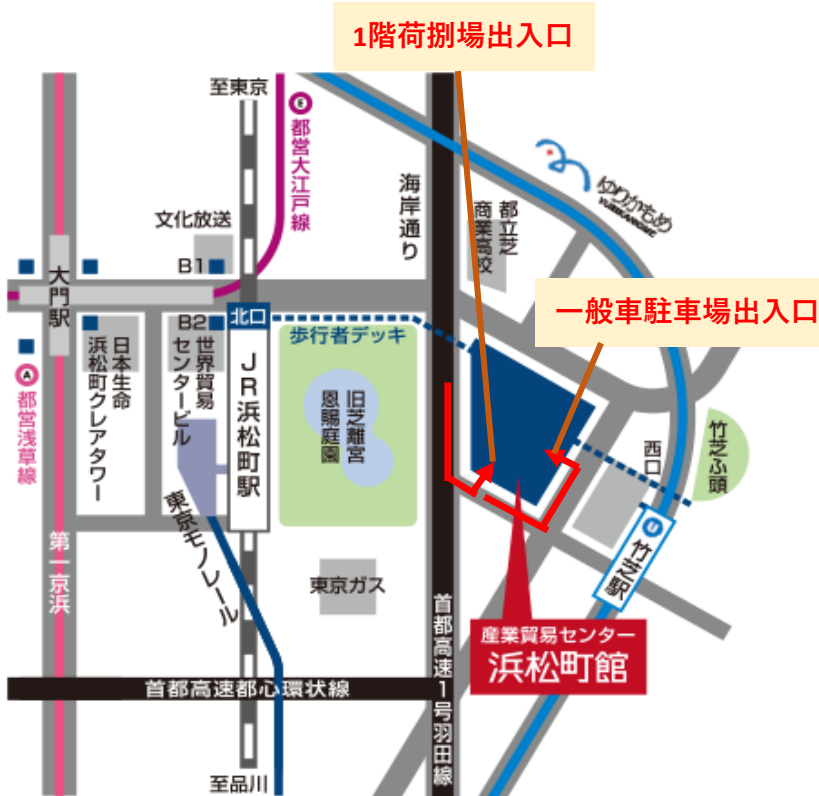 1階荷捌場出入口
至東京
E
都営大江戸線
海岸通り
ゆりかもめ
YURIKAMOME
都立芝
商業高校
文化放送
B1
大門駅
一般車駐車場出入口
B2
北口
歩行者デッキ
日本生命
浜松町クレアタワー
世界貿易
センタービル
JR浜松町駅
旧芝離宮
恩賜庭園
A
都営浅草線
西口
竹芝ふ頭
東京モノレール
第一京浜
U
竹芝駅
東京ガス
首都高速1号羽田線
産業貿易センター
浜松町館
首都高速都心環状線
至品川